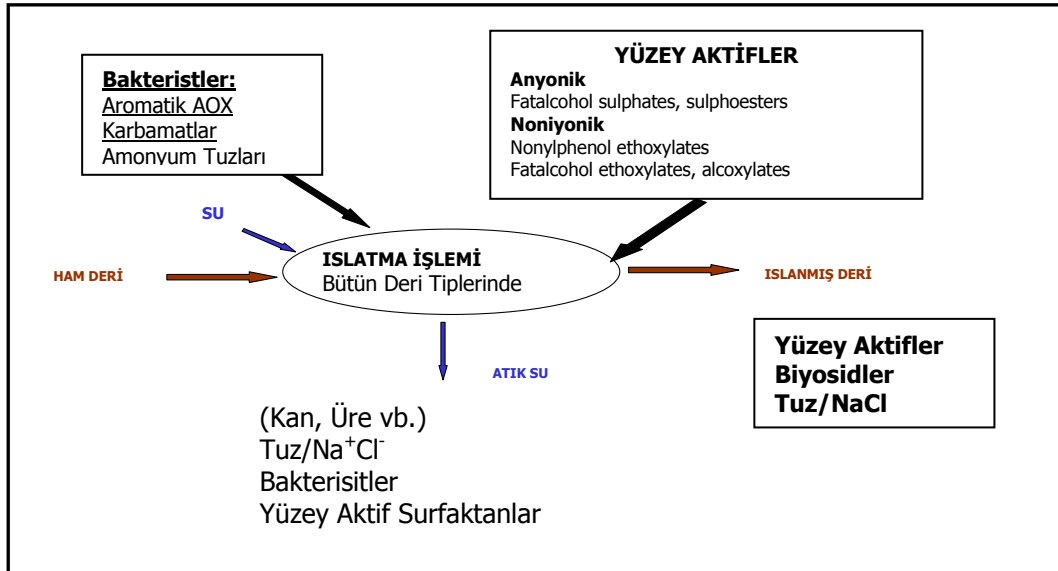 Bakteristler:
Aromatik AOX
Karbamatlar
Amonyum Tuzları
YÜZEY AKTİFLER
Anyonik
Fatalcohol sulphates, sulphoesters
Noniyonik
Nonylphenol ethoxylates
Fatalcohol ethoxylates, alcoxylates
SU
HAM DERİ
ISLATMA İŞLEMİ
Bütün Deri Tiplerinde
ISLANMIŞ DERİ
ATIK SU
Yüzey Aktifler
Biyosidler
Tuz/NaCl
(Kan, Üre vb.)
Tuz/Na⁺Cl⁻
Bakterisitler
Yüzey Aktif Surfaktanlar